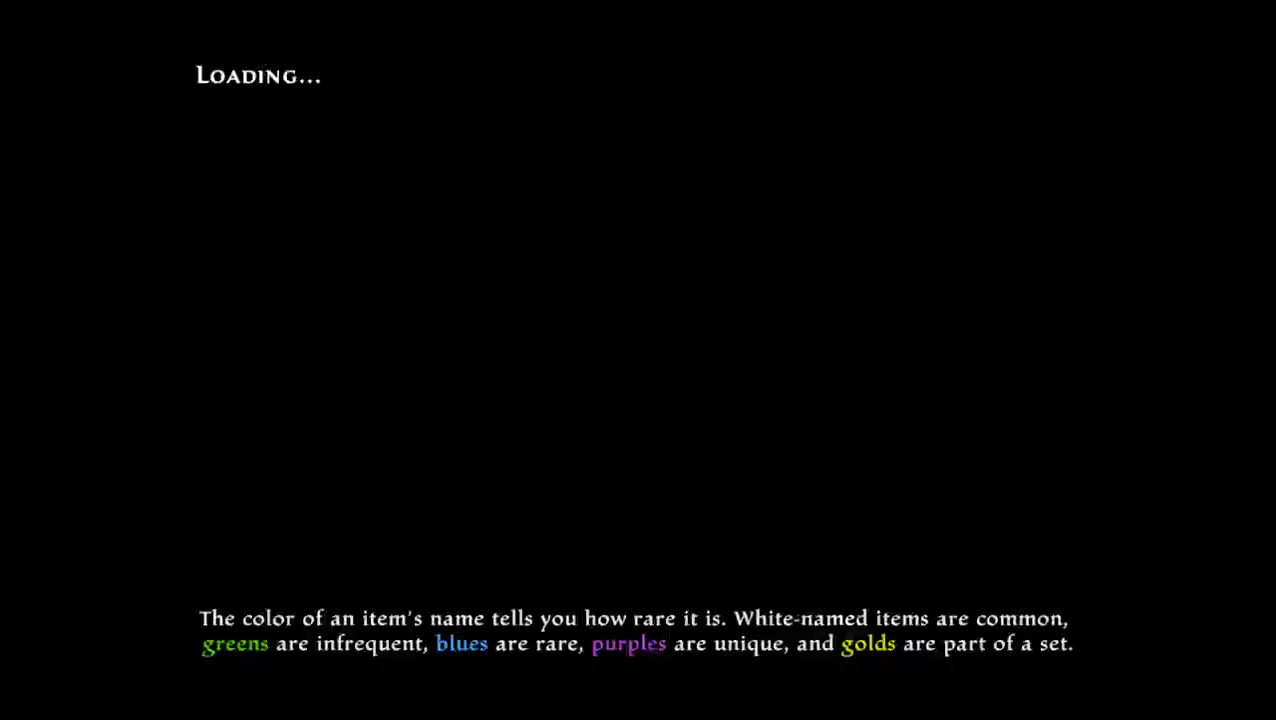 Loading...
The color of an item's name tells you how rare it is. White-named items are common,
greens are infrequent, blues are rare, purples are unique, and golds are part of a set.